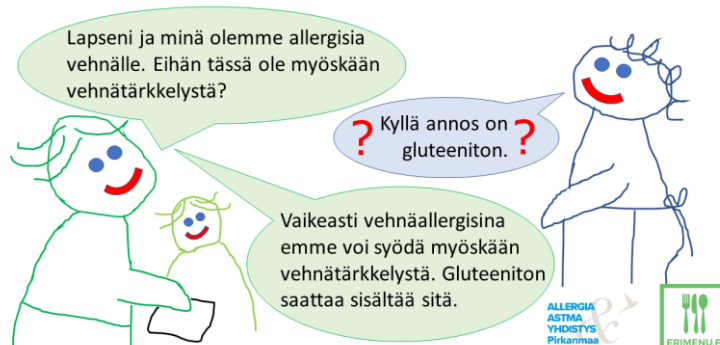 Lapseni ja minä olemme allergisia
vehnälle. Eihän tässä ole myöskään
vehnätärkkelystä?
? Kyllä annos on ?
gluteeniton.
Vaikeasti vehnäallergisina
emme voi syödä myöskään
vehnätärkkelystä. Gluteeniton
saattaa sisältää sitä.
ALLERGIA
ASTMA
YHDISTYS
Pirkanmaa
&